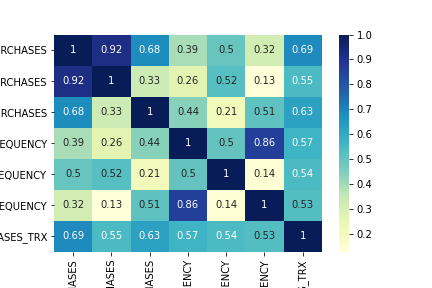 RCHASES 1 0.92 0.68 0.39 0.5 0.32 0.69
RCHASES 0.92 1 0.33 0.26 0.52 0.13 0.55
RCHASES 0.68 0.33 1 0.44 0.21 0.51 0.63
EQUENCY 0.39 0.26 0.44 1 0.5 0.86 0.57
EQUENCY 0.5 0.52 0.21 0.5 1 0.14 0.54
EQUENCY 0.32 0.13 0.51 0.86 0.14 1 0.53
ASES_TRX 0.69 0.55 0.63 0.57 0.54 0.53 1
HASES HASES HASES ENCY ENCY ENCY S_TRX
1.0
0.9
0.8
0.7
0.6
0.5
0.4
0.3
0.2